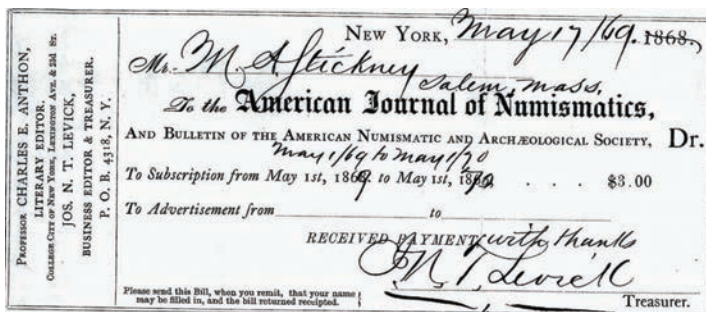 PROFESSOR CHARLES E. ANTHON,
LITERARY EDITOR.
COLLEGE CITY OF NEW YORK, LEXINGTON AVE. & 23d ST.
JOS. N. T. LEVICK,
BUSINESS EDITOR & TREASURER.
P. O. B. 4318, N. Y.
NEW YORK, May 17/69. 1868.
Mr. M. A. Stickney
Salem, Mass.
To the American Journal of Numismatics,
AND BULLETIN OF THE AMERICAN NUMISMATIC AND ARCHÆOLOGICAL SOCIETY, Dr.
May 1/69 to May 1/70
To Subscription from May 1st, 1869. to May 1st, 1870. . . . $3.00
To Advertisement from to
RECEIVED PAYMENT, with thanks
J. N. T. Levick
Treasurer.
Please send this Bill, when you remit, that your name
may be filled in, and the bill returned receipted.